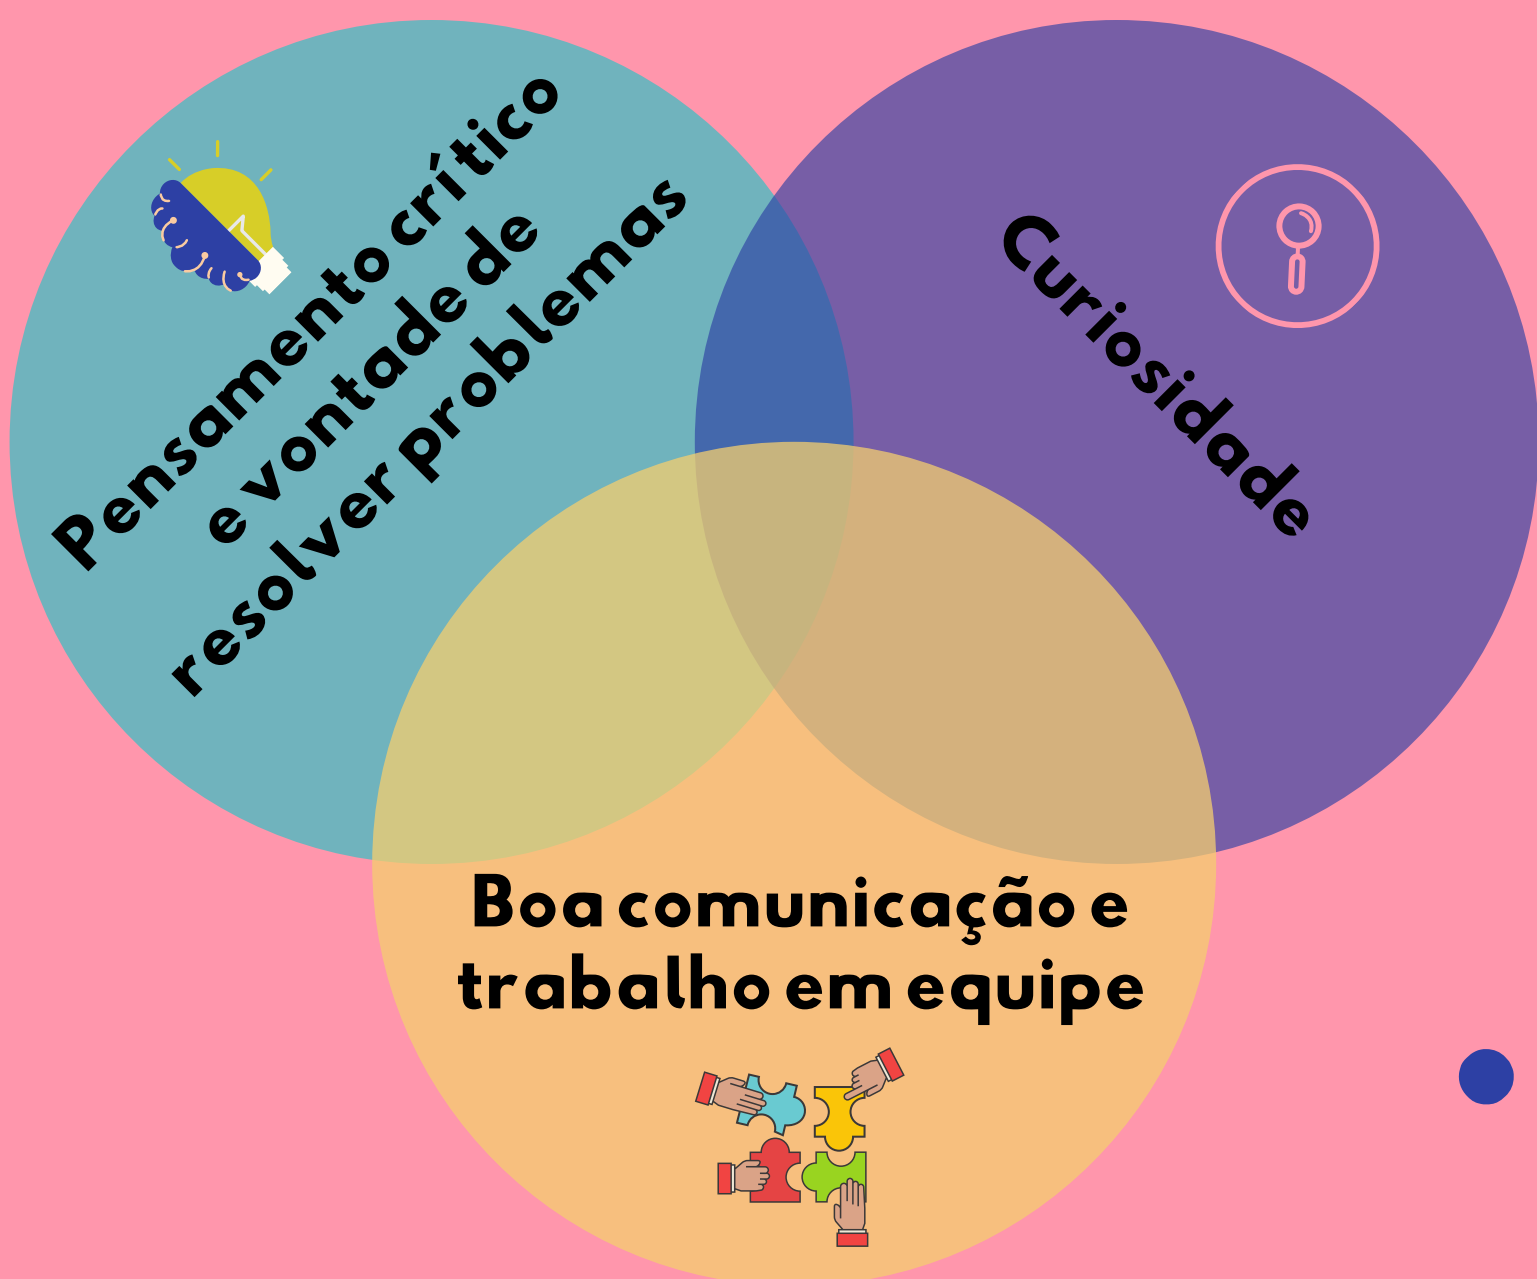 Pensamento crítico
e vontade de
resolver problemas
Curiosidade
Boa comunicação e
trabalho em equipe